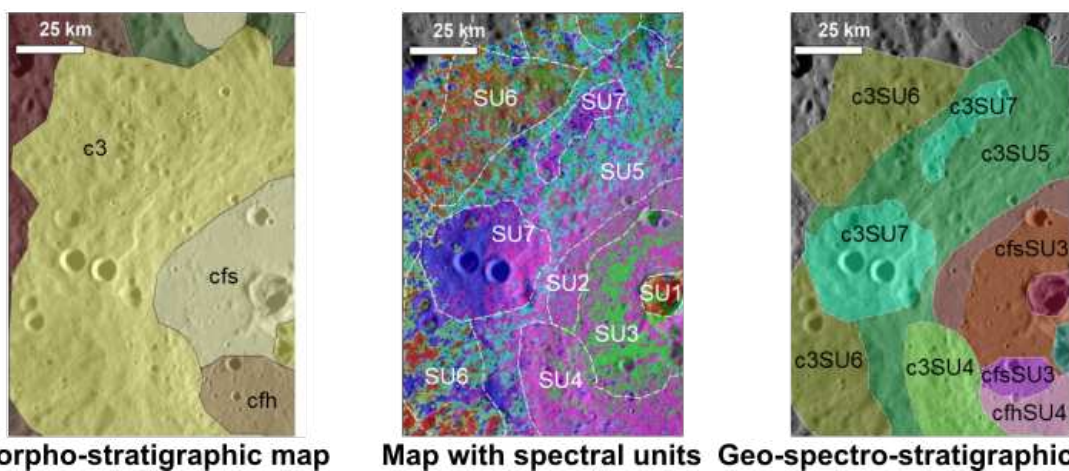 25 km
c3
cfs
cfh
orpho-stratigraphic map
25 km
SU6
SU7
SU5
SU7
SU2
SU1
SU3
SU6
SU4
Map with spectral units
25 km
c3SU6
c3SU7
c3SU5
c3SU7
cfsSU3
c3SU6
c3SU4
cfsSU3
cfhSU4
Geo-spectro-stratigraphic